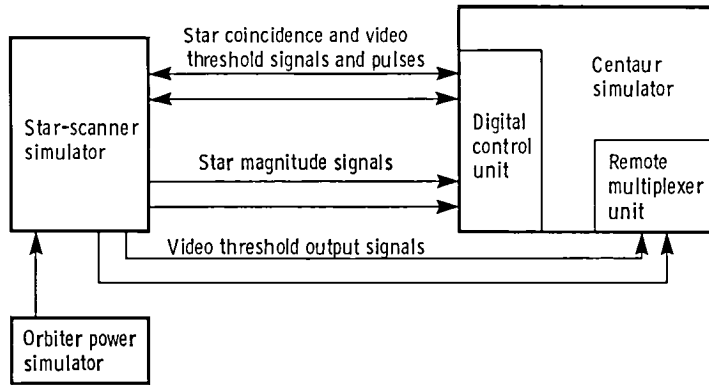 Star coincidence and video
threshold signals and pulses
Centaur
simulator
Star-scanner
simulator
Digital
control
unit
Star magnitude signals
Remote
multiplexer
unit
Video threshold output signals
Orbiter power
simulator